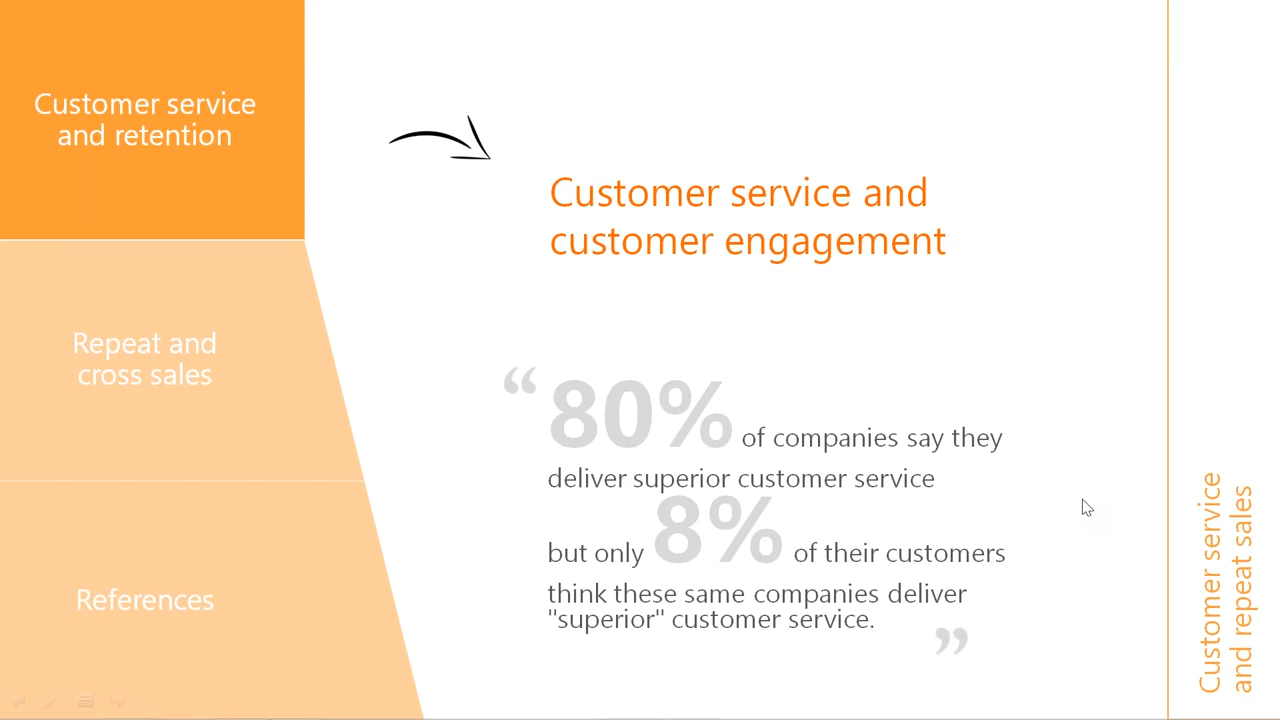 Customer service
and retention
Repeat and
cross sales
References
Customer service and
customer engagement
“ 80% of companies say they
deliver superior customer service
but only 8% of their customers
think these same companies deliver
"superior" customer service. ”
Customer service
and repeat sales